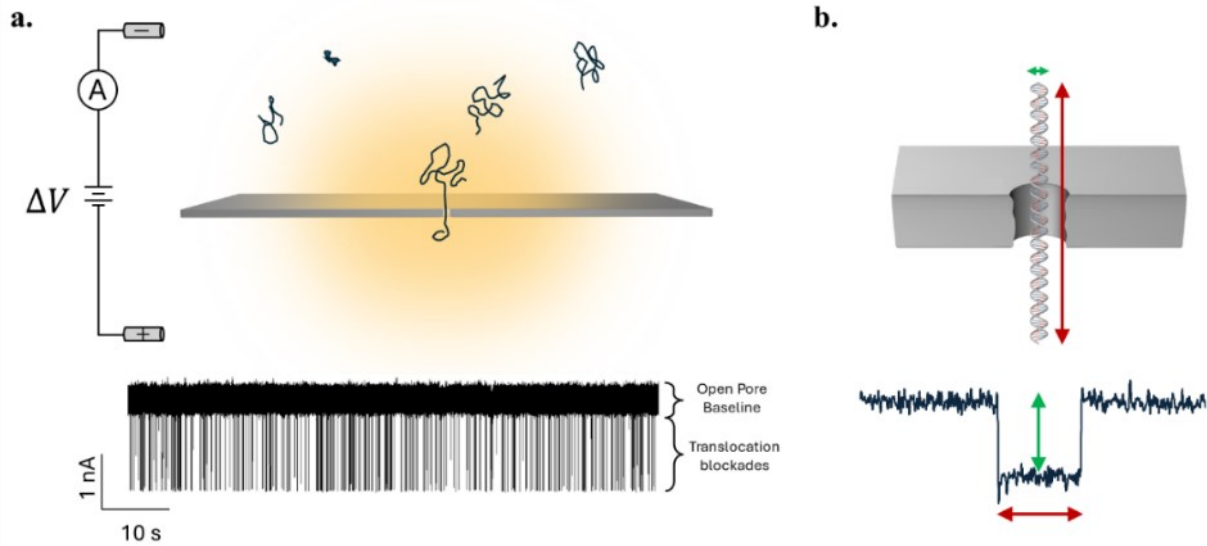 a.
b.
−
A
ΔV
+
Open Pore
Baseline
Translocation
blockades
1 nA
10 s